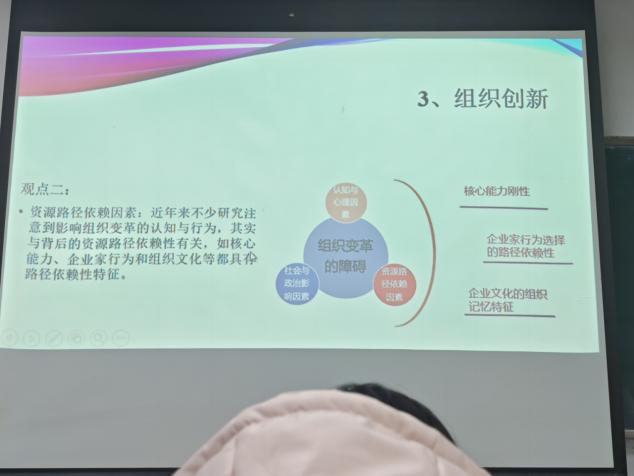 3、组织创新
观点二：
• 资源路径依赖因素：近年来不少研究注
意到影响组织变革的认知与行为，其实
与背后的资源路径依赖性有关，如核心
能力、企业家行为和组织文化等都具有
路径依赖性特征。
认知与
心理因
素
组织变革
的障碍
社会与
政治影
响因素
资源路
径依赖
因素
核心能力刚性
企业家行为选择
的路径依赖性
企业文化的组织
记忆特征